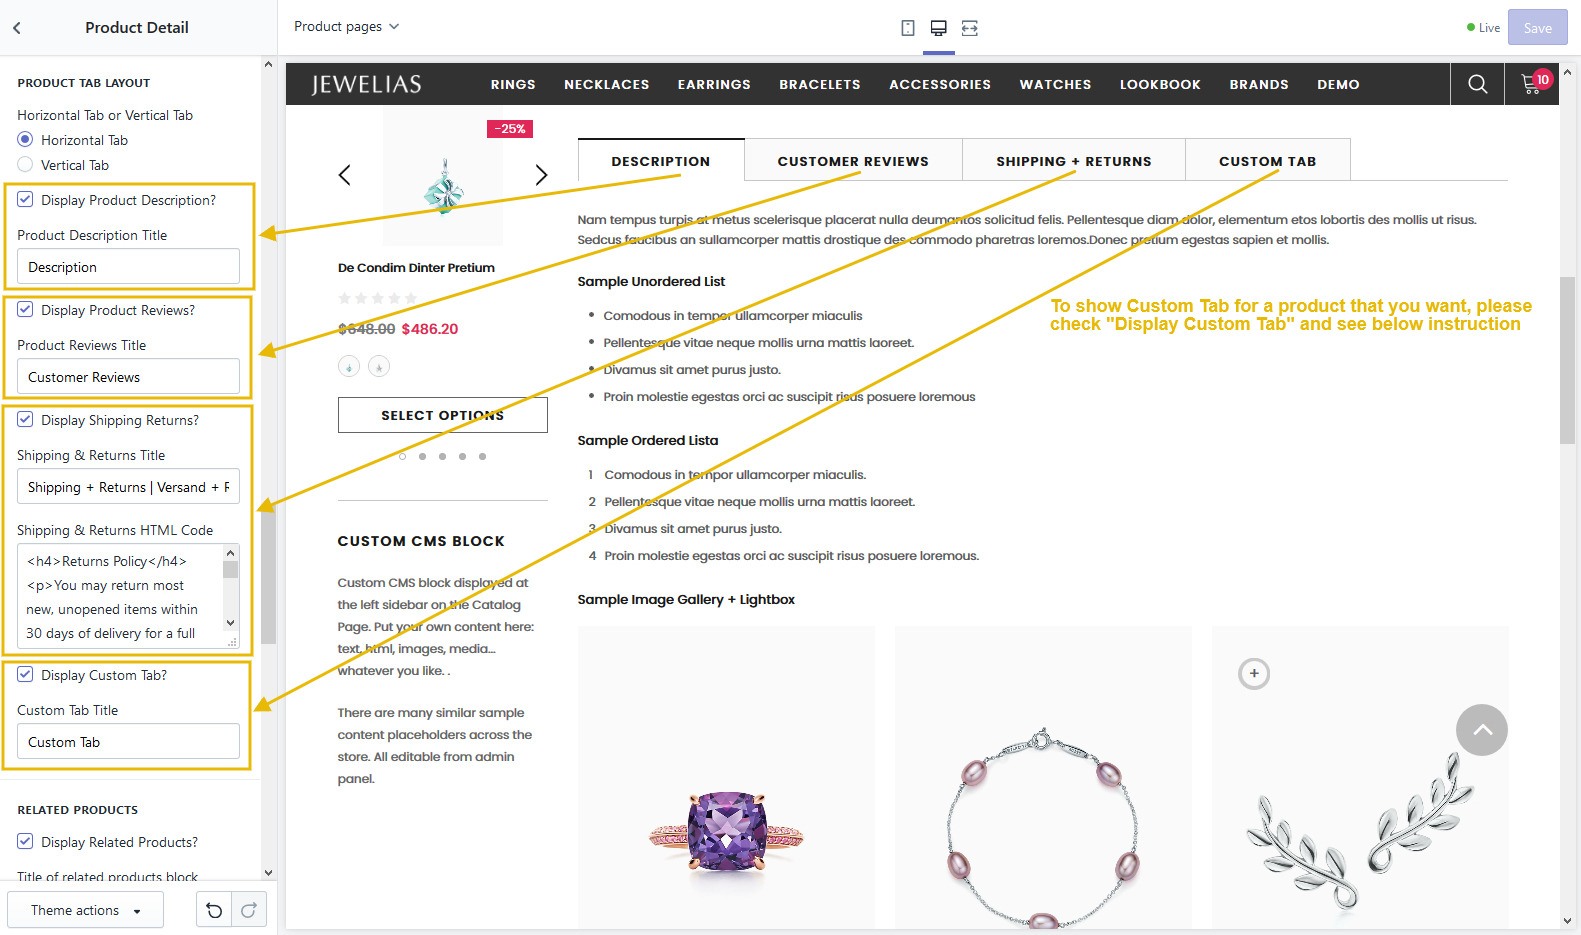 Product Detail
Product pages
Live
Save
PRODUCT TAB LAYOUT
Horizontal Tab or Vertical Tab
Horizontal Tab
Vertical Tab
Display Product Description?
Product Description Title
Description
Display Product Reviews?
Product Reviews Title
Customer Reviews
Display Shipping Returns?
Shipping & Returns Title
Shipping + Returns | Versand + F
Shipping & Returns HTML Code
<h4>Returns Policy</h4>
<p>You may return most
new, unopened items within
30 days of delivery for a full
Display Custom Tab?
Custom Tab Title
Custom Tab
RELATED PRODUCTS
Display Related Products?
Title of related products block
Theme actions
JEWELIAS
RINGS NECKLACES EARRINGS BRACELETS ACCESSORIES WATCHES LOOKBOOK BRANDS DEMO
10
-25%
De Condim Dinter Pretium
$648.00 $486.20
SELECT OPTIONS
CUSTOM CMS BLOCK
Custom CMS block displayed at
the left sidebar on the Catalog
Page. Put your own content here:
text, html, images, media...
whatever you like. .
There are many similar sample
content placeholders across the
store. All editable from admin
panel.
DESCRIPTION CUSTOMER REVIEWS SHIPPING + RETURNS CUSTOM TAB
Nam tempus turpis at metus scelerisque placerat nulla deumantos solicitud felis. Pellentesque diam dolor, elementum etos lobortis des mollis ut risus.
Sedcus faucibus an sullamcorper mattis drostique des commodo pharetras loremos.Donec pretium egestas sapien et mollis.
Sample Unordered List
Comodous in tempor ullamcorper miaculis
Pellentesque vitae neque mollis urna mattis laoreet.
Divamus sit amet purus justo.
Proin molestie egestas orci ac suscipit risus posuere loremous
To show Custom Tab for a product that you want, please
check "Display Custom Tab" and see below instruction
Sample Ordered Lista
1 Comodous in tempor ullamcorper miaculis.
2 Pellentesque vitae neque mollis urna mattis laoreet.
3 Divamus sit amet purus justo.
4 Proin molestie egestas orci ac suscipit risus posuere loremous.
Sample Image Gallery + Lightbox